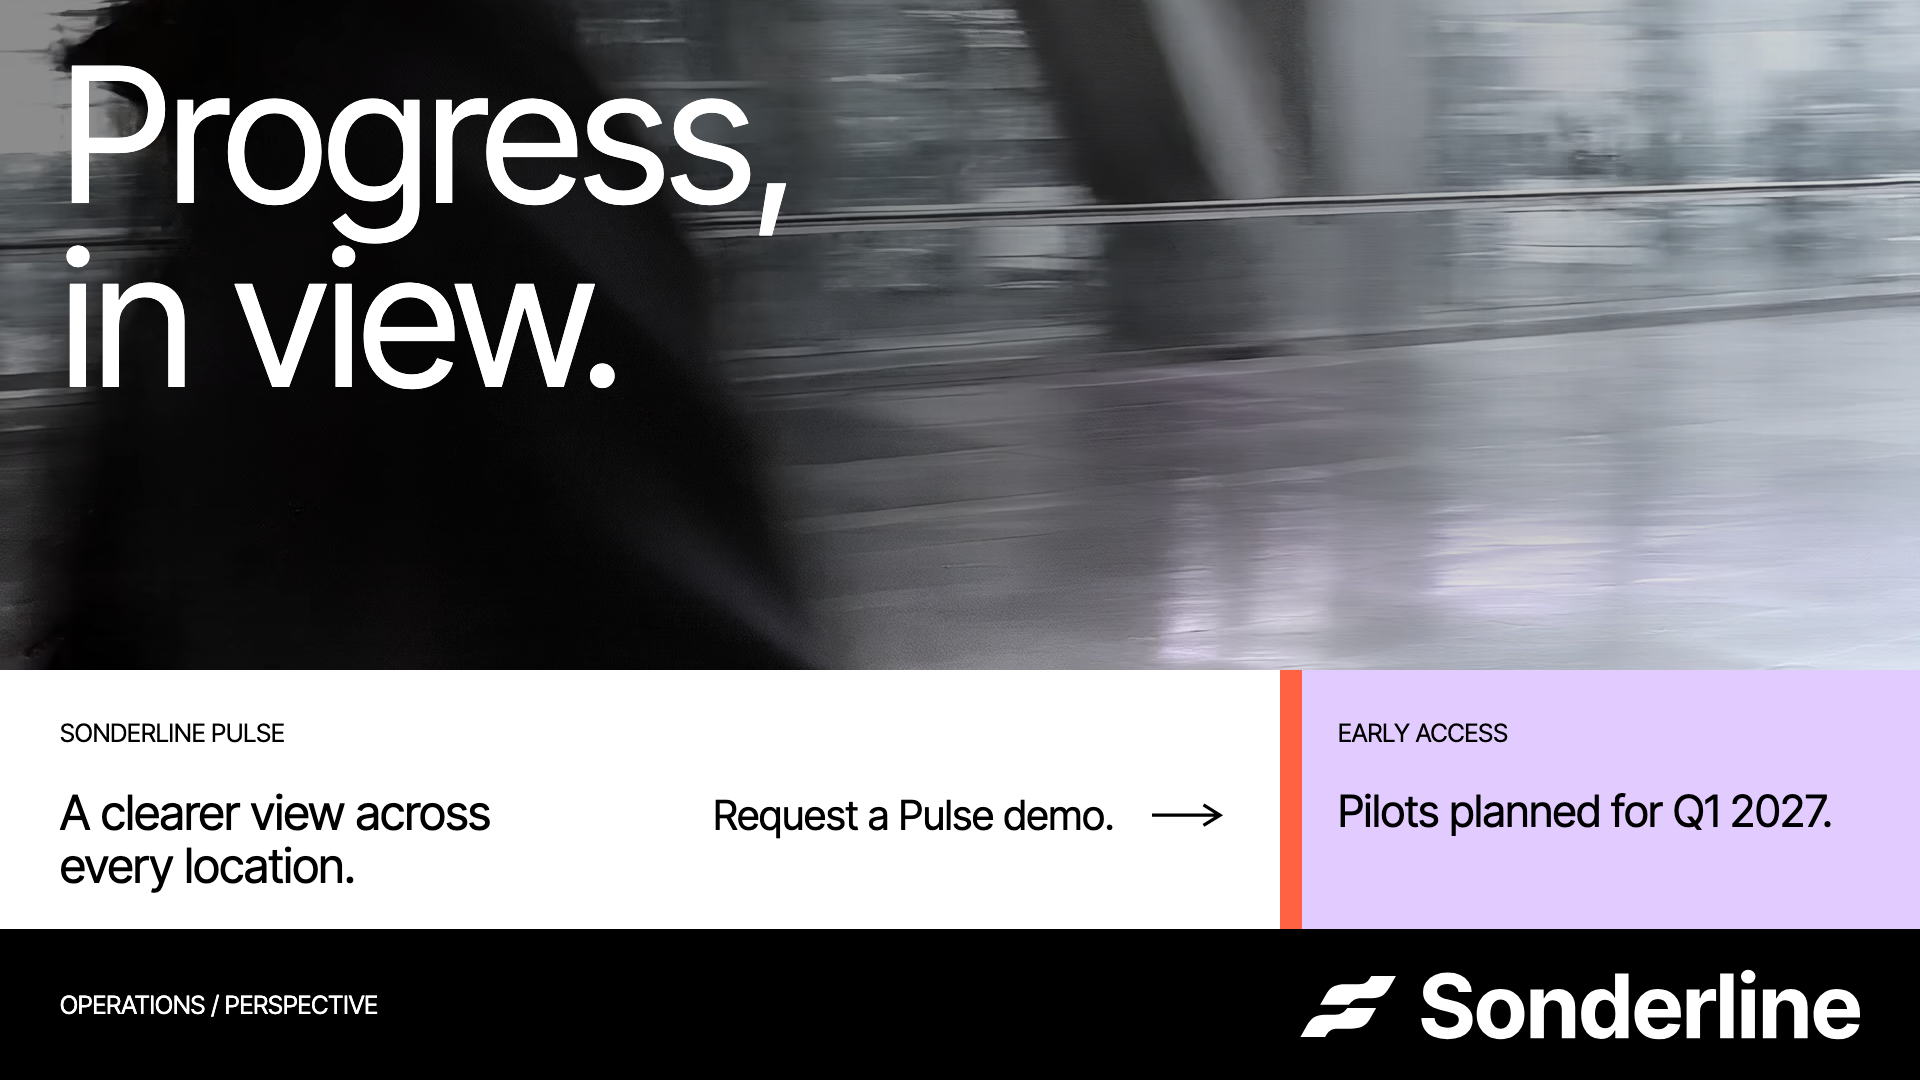 Progress,
in view.
SONDERLINE PULSE
A clearer view across
every location.
Request a Pulse demo.
EARLY ACCESS
Pilots planned for Q1 2027.
OPERATIONS / PERSPECTIVE
Sonderline